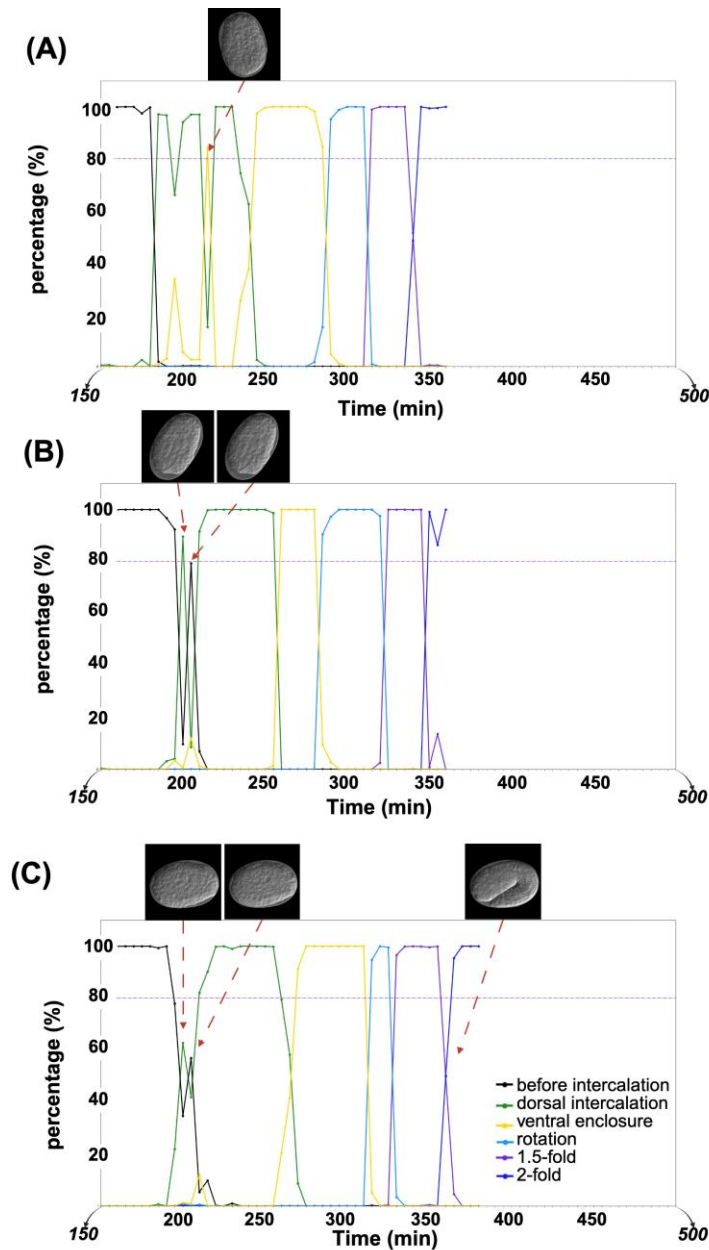 (A)
percentage (%)
100
80
60
40
20
150 200 250 300 350 400 450 500
Time (min)
(B)
percentage (%)
100
80
60
40
20
150 200 250 300 350 400 450 500
Time (min)
(C)
percentage (%)
100
80
60
40
20
before intercalation
dorsal intercalation
ventral enclosure
rotation
1.5-fold
2-fold
150 200 250 300 350 400 450 500
Time (min)